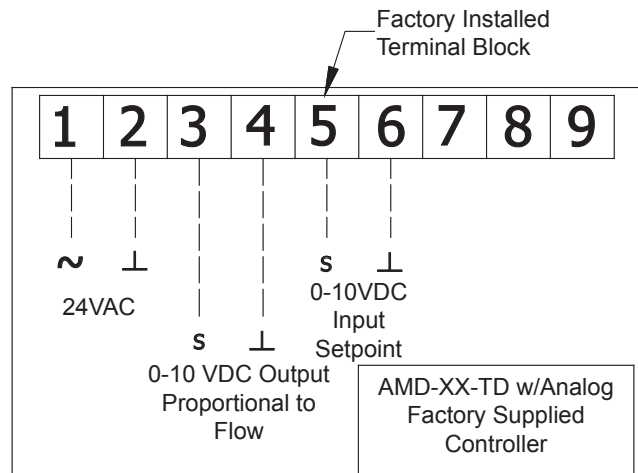 Factory Installed
Terminal Block
1 2 3 4 5 6 7 8 9
~ ⊥ s ⊥
24VAC
0-10VDC
Input
Setpoint
s ⊥
0-10 VDC Output
Proportional to
Flow
AMD-XX-TD w/Analog
Factory Supplied
Controller